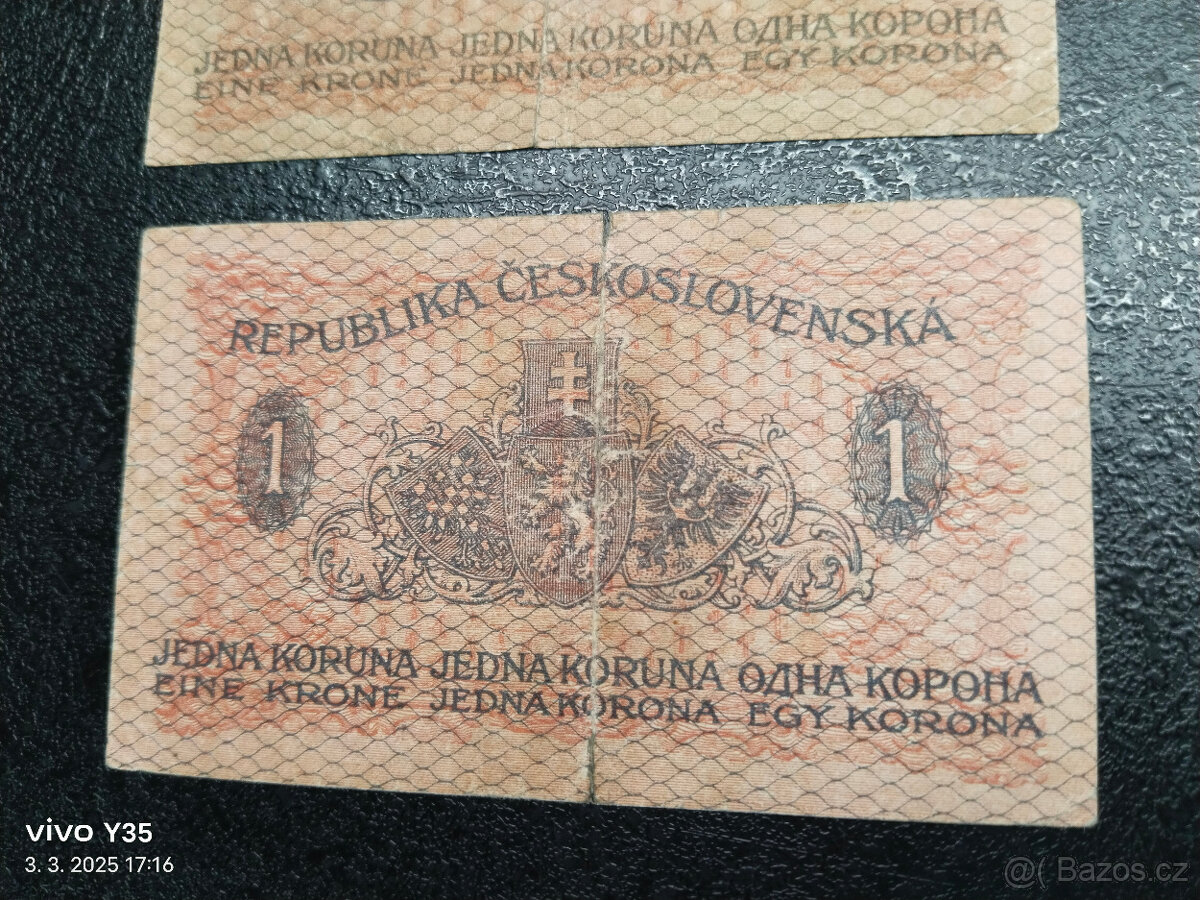 JEDNA KORUNA JEDNA KORUNA ОДНА КОРОНА
EINE KRONE JEDNA KORONA EGY KORONA
REPUBLIKA ČESKOSLOVENSKÁ
1 1
JEDNA KORUNA JEDNA KORUNA ОДНА КОРОНА
EINE KRONE JEDNA KORONA EGY KORONA
vivo Y35
3. 3. 2025 17:16
@( Bazos.cz